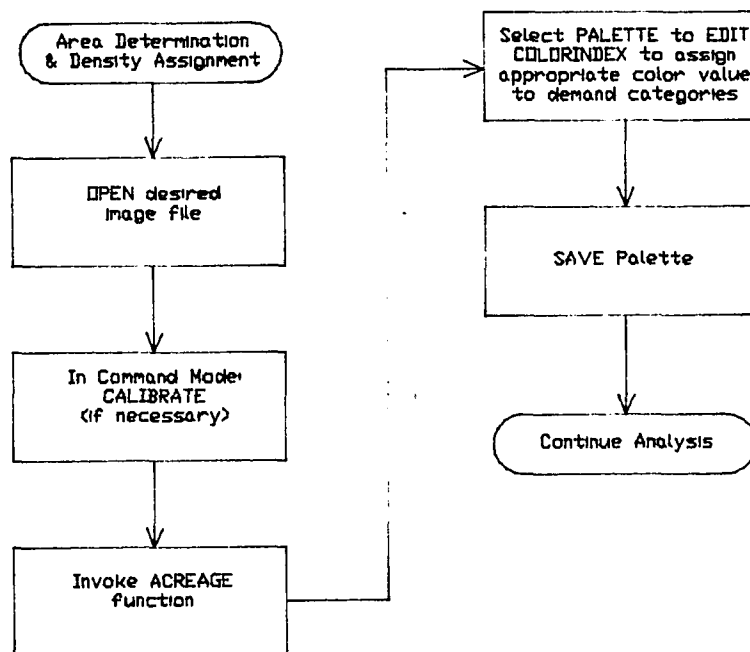 Area Determination
& Density Assignment
OPEN desired
image file
In Command Mode:
CALIBRATE
(if necessary)
Invoke ACREAGE
function
Select PALETTE to EDIT
COLORINDEX to assign
appropriate color value
to demand categories
SAVE Palette
Continue Analysis